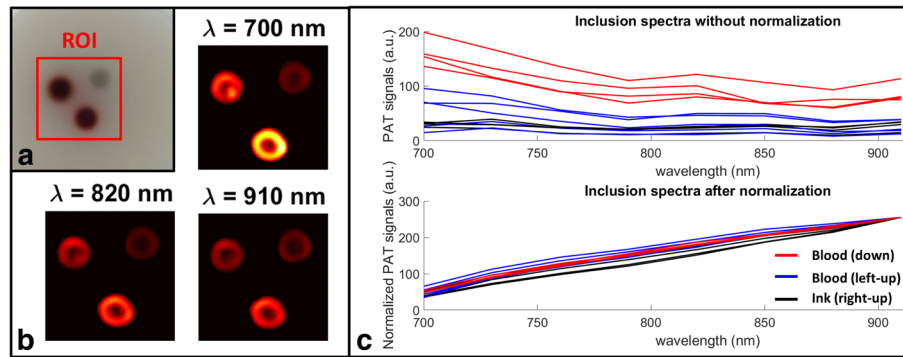 ROI
a
λ = 700 nm
λ = 820 nm
λ = 910 nm
b
Inclusion spectra without normalization
PAT signals (a.u.)
200
150
100
50
0
700
750
800
850
900
wavelength (nm)
Inclusion spectra after normalization
Normalized PAT signals (a.u.)
300
200
100
0
700
750
800
850
900
wavelength (nm)
Blood (down)
Blood (left-up)
Ink (right-up)
c